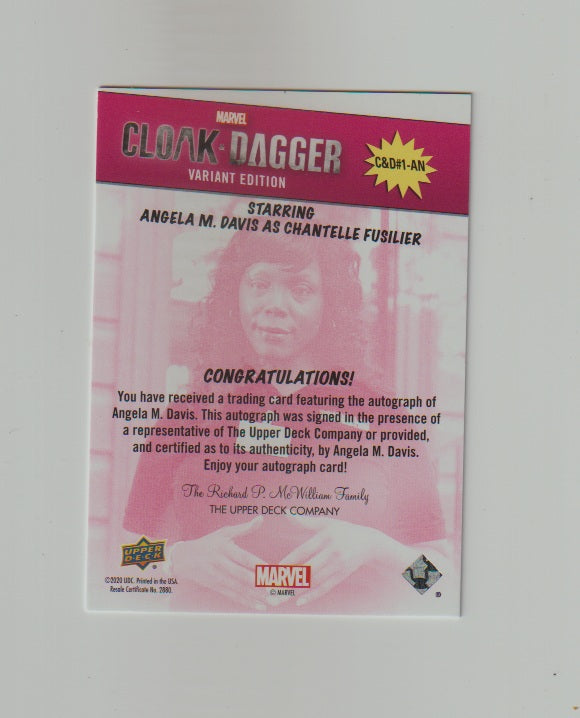 MARVEL
CLOAK & DAGGER
VARIANT EDITION
C&D#1-AN
STARRING
ANGELA M. DAVIS AS CHANTELLE FUSILIER
CONGRATULATIONS!
You have received a trading card featuring the autograph of
Angela M. Davis. This autograph was signed in the presence of
a representative of The Upper Deck Company or provided,
and certified as to its authenticity, by Angela M. Davis.
Enjoy your autograph card!
The Richard P. McWilliam Family
THE UPPER DECK COMPANY
UPPER
D·E·C·K
®
©2020 UDC. Printed in the USA.
Resale Certificate No. 2880.
MARVEL
© MARVEL